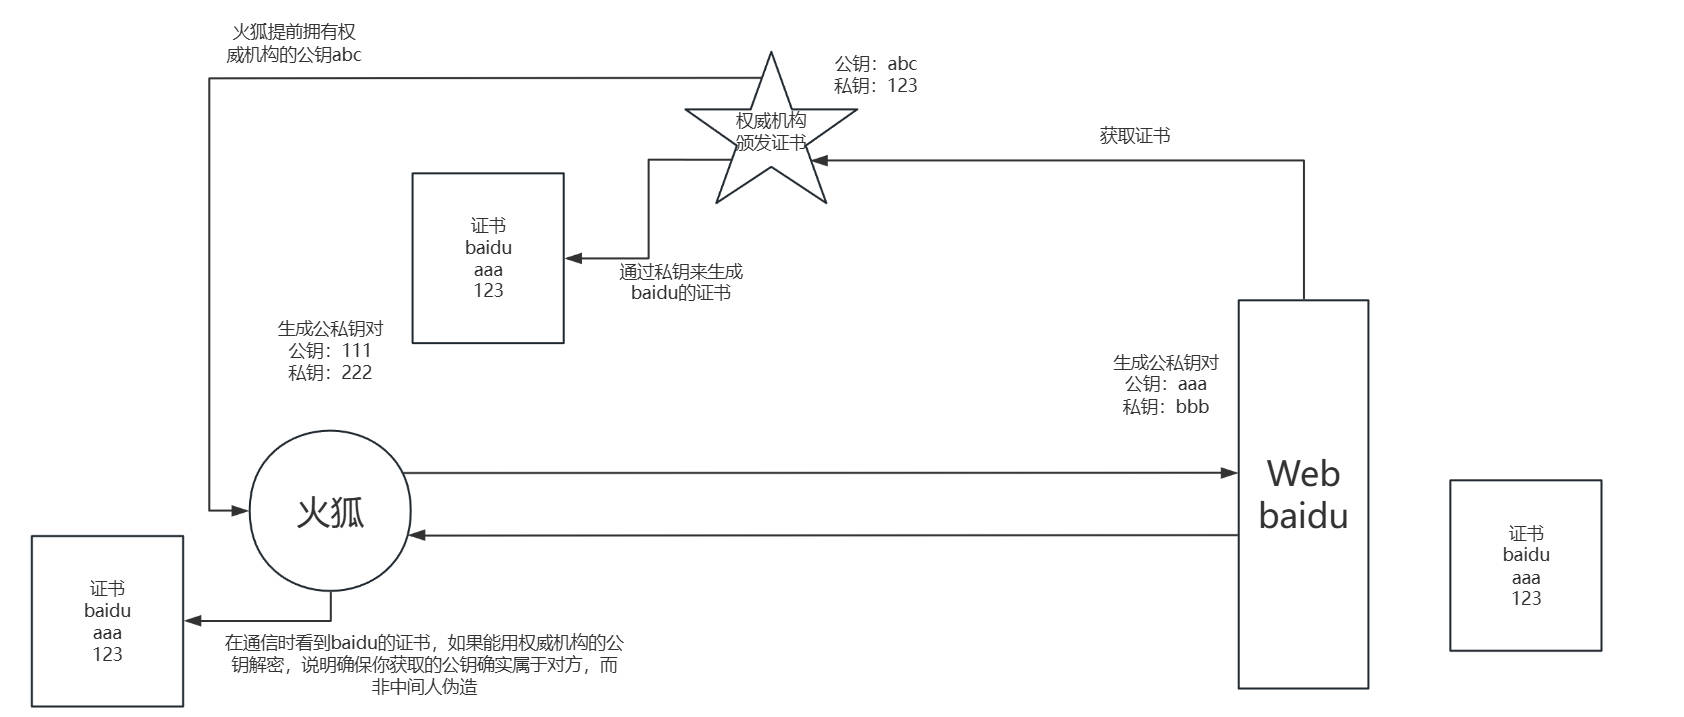 火狐提前拥有权
威机构的公钥abc
公钥：abc
私钥：123
权威机构
颁发证书
获取证书
证书
baidu
aaa
123
通过私钥来生成
baidu的证书
生成公私钥对
公钥：111
私钥：222
生成公私钥对
公钥：aaa
私钥：bbb
火狐
Web
baidu
证书
baidu
aaa
123
证书
baidu
aaa
123
在通信时看到baidu的证书，如果能用权威机构的公
钥解密，说明确保你获取的公钥确实属于对方，而
非中间人伪造